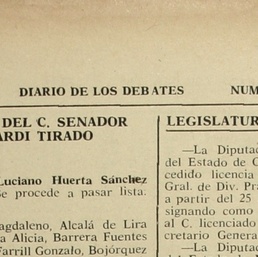 DIARIO DE LOS DEBATES NUM
DEL C. SENADOR
ARDI TIRADO
Luciano Huerta Sánchez
Se procede a pasar lista.
agdaleno, Alcalá de Lira
a Alicia, Barrera Fuentes
Farrill Gonzalo, Bojórquez
LEGISLATUR
—La Diputac
del Estado de C
cedido licencia
Gral. de Div. Pra
a partir del 25
signando como
al C. licenciado
cretario Genera
—La Diputac